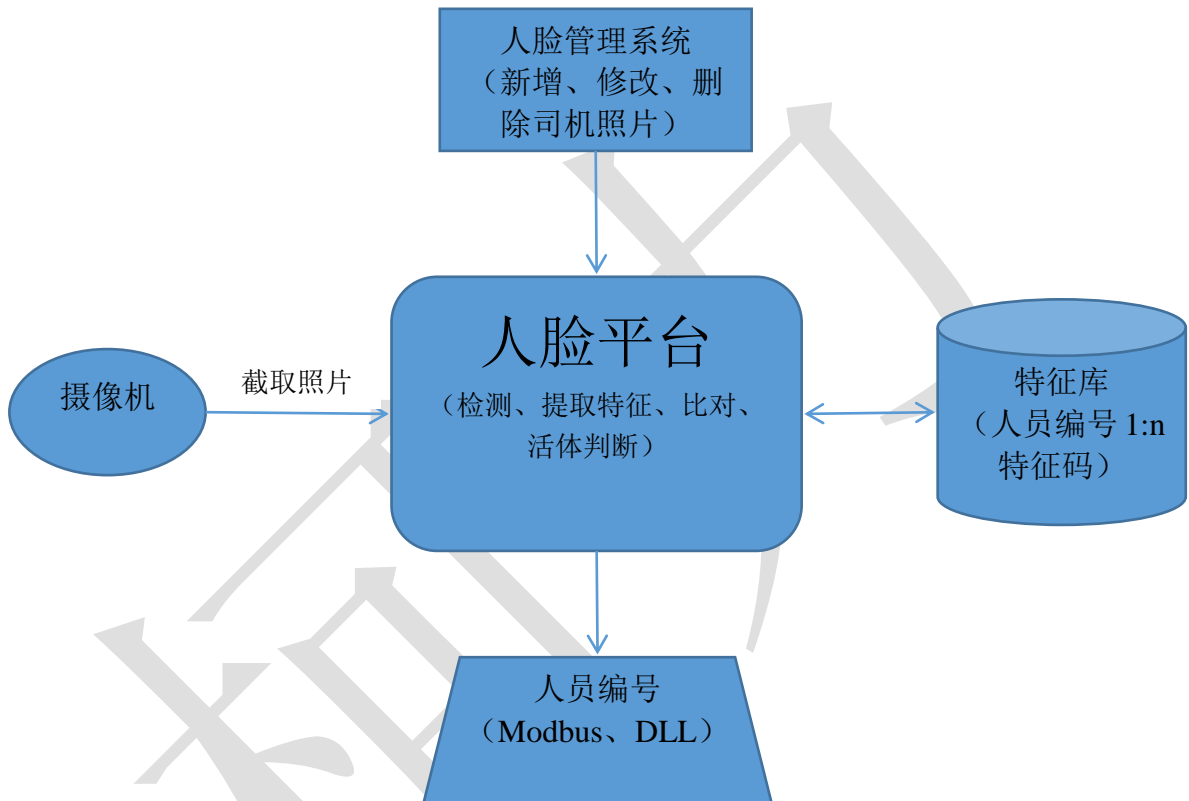 人脸管理系统
（新增、修改、删
除司机照片）
人脸平台
（检测、提取特征、比对、
活体判断）
摄像机
截取照片
特征库
（人员编号 1:n
特征码）
人员编号
（Modbus、DLL）